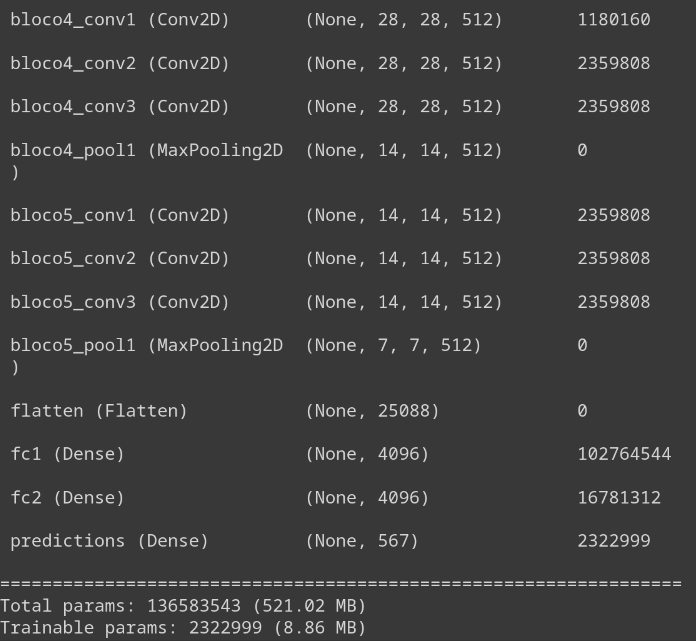 bloco4_conv1 (Conv2D) (None, 28, 28, 512) 1180160
bloco4_conv2 (Conv2D) (None, 28, 28, 512) 2359808
bloco4_conv3 (Conv2D) (None, 28, 28, 512) 2359808
bloco4_pool1 (MaxPooling2D (None, 14, 14, 512) 0
)
bloco5_conv1 (Conv2D) (None, 14, 14, 512) 2359808
bloco5_conv2 (Conv2D) (None, 14, 14, 512) 2359808
bloco5_conv3 (Conv2D) (None, 14, 14, 512) 2359808
bloco5_pool1 (MaxPooling2D (None, 7, 7, 512) 0
)
flatten (Flatten) (None, 25088) 0
fc1 (Dense) (None, 4096) 102764544
fc2 (Dense) (None, 4096) 16781312
predictions (Dense) (None, 567) 2322999
=================================================================
Total params: 136583543 (521.02 MB)
Trainable params: 2322999 (8.86 MB)